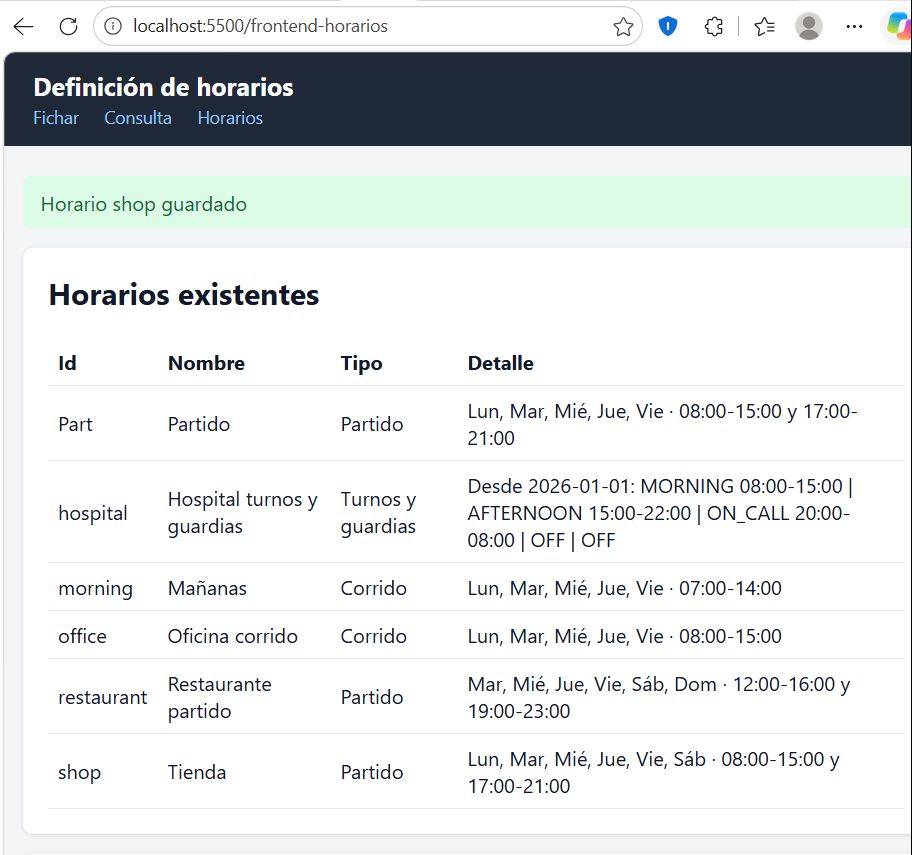 localhost:5500/frontend-horarios
Definición de horarios
Fichar Consulta Horarios
Horario shop guardado
Horarios existentes
Id Nombre Tipo Detalle
Part Partido Partido Lun, Mar, Mié, Jue, Vie · 08:00-15:00 y 17:00-
21:00
hospital Hospital turnos y guardias Turnos y guardias Desde 2026-01-01: MORNING 08:00-15:00 |
AFTERNOON 15:00-22:00 | ON_CALL 20:00-
08:00 | OFF | OFF
morning Mañanas Corrido Lun, Mar, Mié, Jue, Vie · 07:00-14:00
office Oficina corrido Corrido Lun, Mar, Mié, Jue, Vie · 08:00-15:00
restaurant Restaurante partido Partido Mar, Mié, Jue, Vie, Sáb, Dom · 12:00-16:00 y
19:00-23:00
shop Tienda Partido Lun, Mar, Mié, Jue, Vie, Sáb · 08:00-15:00 y
17:00-21:00